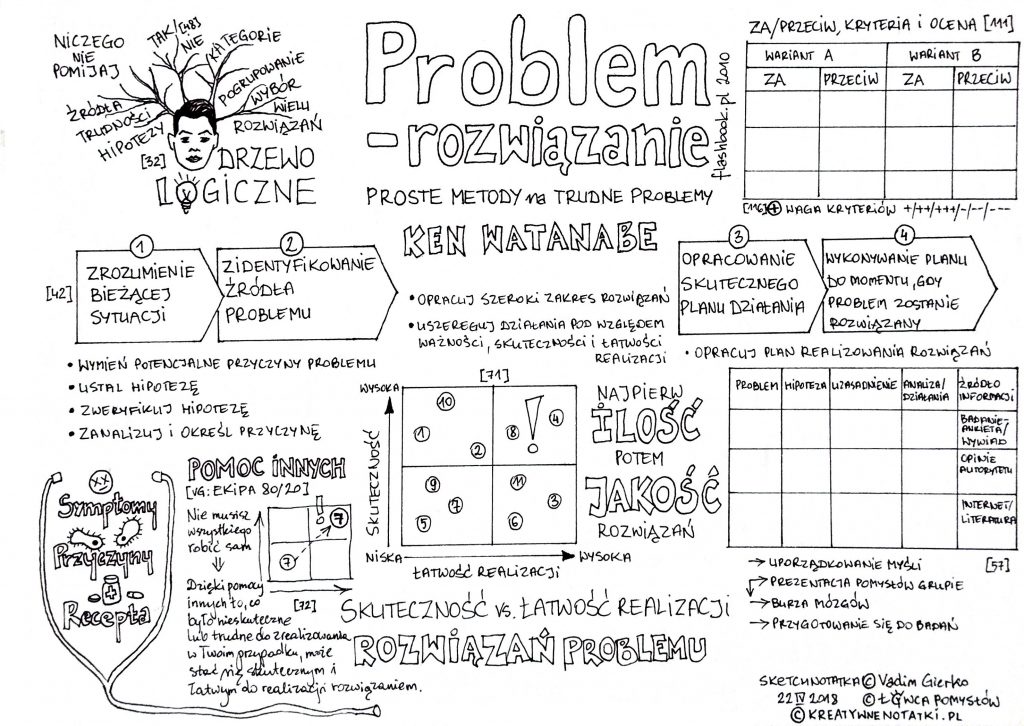 NICZEGO
NIE
POMIJAJ
TAK/
[48]
NIE
KATEGORIE
POGRUPOWANIE
WYBÓR
WIELU
ROZWIĄZAŃ
ŹRÓDŁA
TRUDNOŚCI
HIPOTEZY
[32]
DRZEWO
LOGICZNE
Problem
-rozwiązanie
flashbook.pl 2010
PROSTE METODY na TRUDNE PROBLEMY
KEN WATANABE
ZA/PRZECIW, KRYTERIA i OCENA [111]
WARIANT A
WARIANT B
ZA
PRZECIW
ZA
PRZECIW
[116] + WAGA KRYTERIÓW +/++/+++/-/--/---
1
ZROZUMIENIE
BIEŻĄCEJ
SYTUACJI
[42]
2
ZIDENTYFIKOWANIE
ŹRÓDŁA
PROBLEMU
• WYMIEŃ POTENCJALNE PRZYCZYNY PROBLEMU
• USTAL HIPOTEZĘ
• ZWERYFIKUJ HIPOTEZĘ
• ZANALIZUJ I OKREŚL PRZYCZYNĘ
• OPRACUJ SZEROKI ZAKRES ROZWIĄZAŃ
• USZEREGUJ DZIAŁANIA POD WZGLĘDEM
WAŻNOŚCI, SKUTECZNOŚCI i ŁATWOŚCI
REALIZACJI
3
OPRACOWANIE
SKUTECZNEGO
PLANU DZIAŁANIA
4
WYKONYWANIE PLANU
DO MOMENTU, GDY
PROBLEM ZOSTANIE
ROZWIĄZANY
• OPRACUJ PLAN REALIZOWANIA ROZWIĄZAŃ
XX
Symptomy
Przyczyny
Recepta
POMOC INNYCH
[VG: EKIPA 80/20]
Nie musisz
wszystkiego
robić sam
⇓
!
7
7
[72]
Dzięki pomocy
innych to, co
było nieskuteczne
lub trudne do zrealizowania
w Twoim przypadku, może
stać się skutecznym i
łatwym do realizacji rozwiązaniem.
[71]
WYSOKA
SKUTECZNOŚĆ
10
1
2
!
8
4
9
7
5
11
3
6
NISKA
WYSOKA
ŁATWOŚĆ REALIZACJI
NAJPIERW
ILOŚĆ
POTEM
JAKOŚĆ
ROZWIĄZAŃ
SKUTECZNOŚĆ vs. ŁATWOŚĆ REALIZACJI
ROZWIĄZAŃ PROBLEMU
PROBLEM
HIPOTEZA
UZASADNIENIE
ANALIZA/
DZIAŁANIA
ŹRÓDŁO
INFORMACJI
BADANIE/
ANKIETA/
WYWIAD
OPINIE
AUTORYTETU
INTERNET/
LITERATURA
→ UPORZĄDKOWANIE MYŚLI
[57]
PREZENTACJA POMYSŁÓW GRUPIE
→ BURZA MÓZGÓW
→ PRZYGOTOWANIE SIĘ DO BADAŃ
SKETCHNOTATKA © Vadim Gierko
22 IV 2018 © ŁOWCA POMYSŁÓW
© KREATYWNENOTATKI.PL